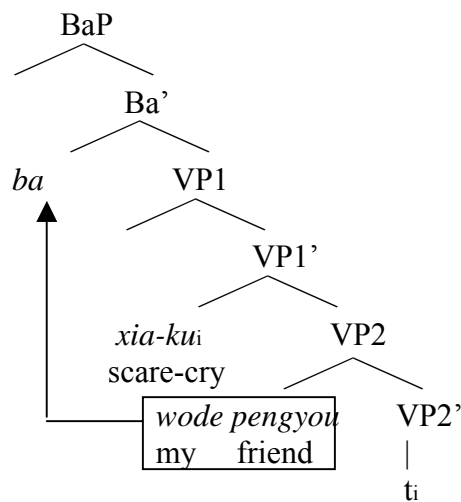 BaP
Ba’
ba VP1
VP1’
xia-kui VP2
scare-cry
wode pengyou VP2’
my friend
ti